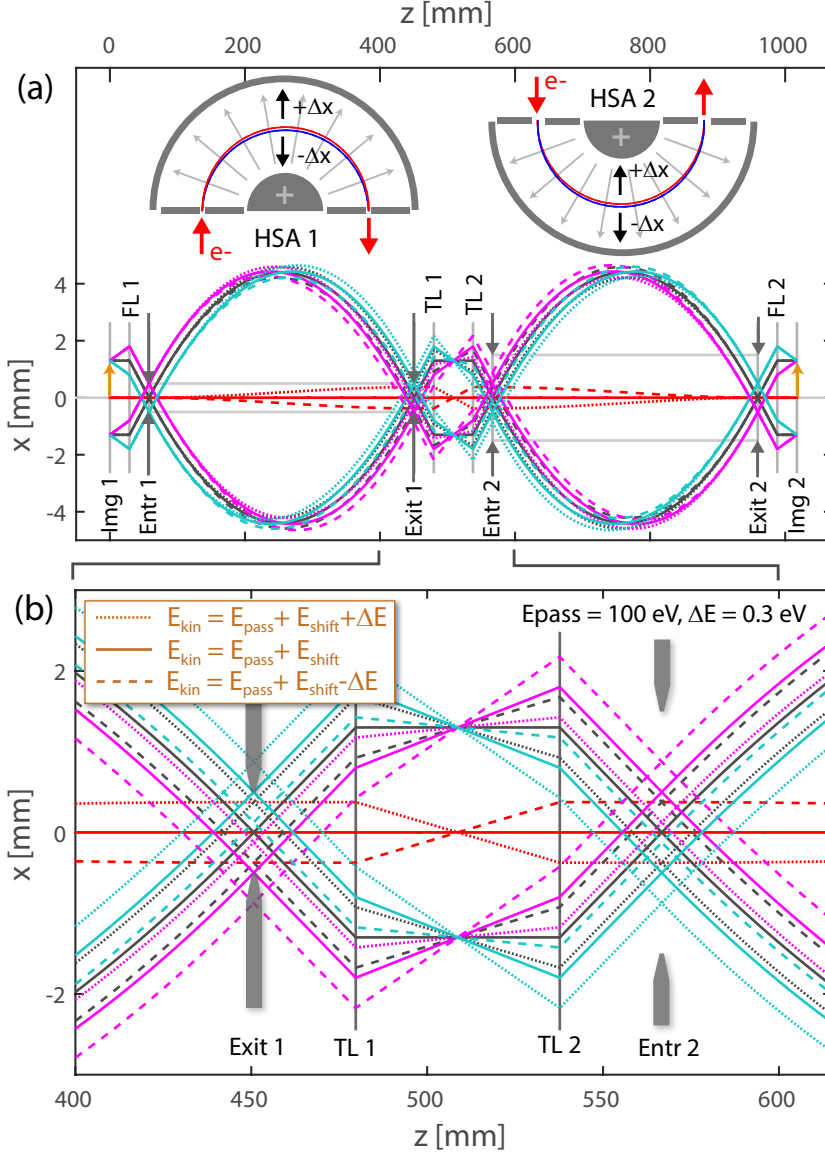 z [mm]
0 200 400 600 800 1000
(a)
e-
HSA 2
+Δx
-Δx
+Δx
-Δx
e-
HSA 1
4
2
0
-2
-4
x [mm]
FL 1
TL 1
TL 2
FL 2
Img 1
Entr 1
Exit 1
Entr 2
Exit 2
Img 2
(b)
E_kin = E_pass + E_shift + ΔE
E_kin = E_pass + E_shift
E_kin = E_pass + E_shift - ΔE
Epass = 100 eV, ΔE = 0.3 eV
2
0
-2
x [mm]
Exit 1
TL 1
TL 2
Entr 2
400 450 500 550 600
z [mm]